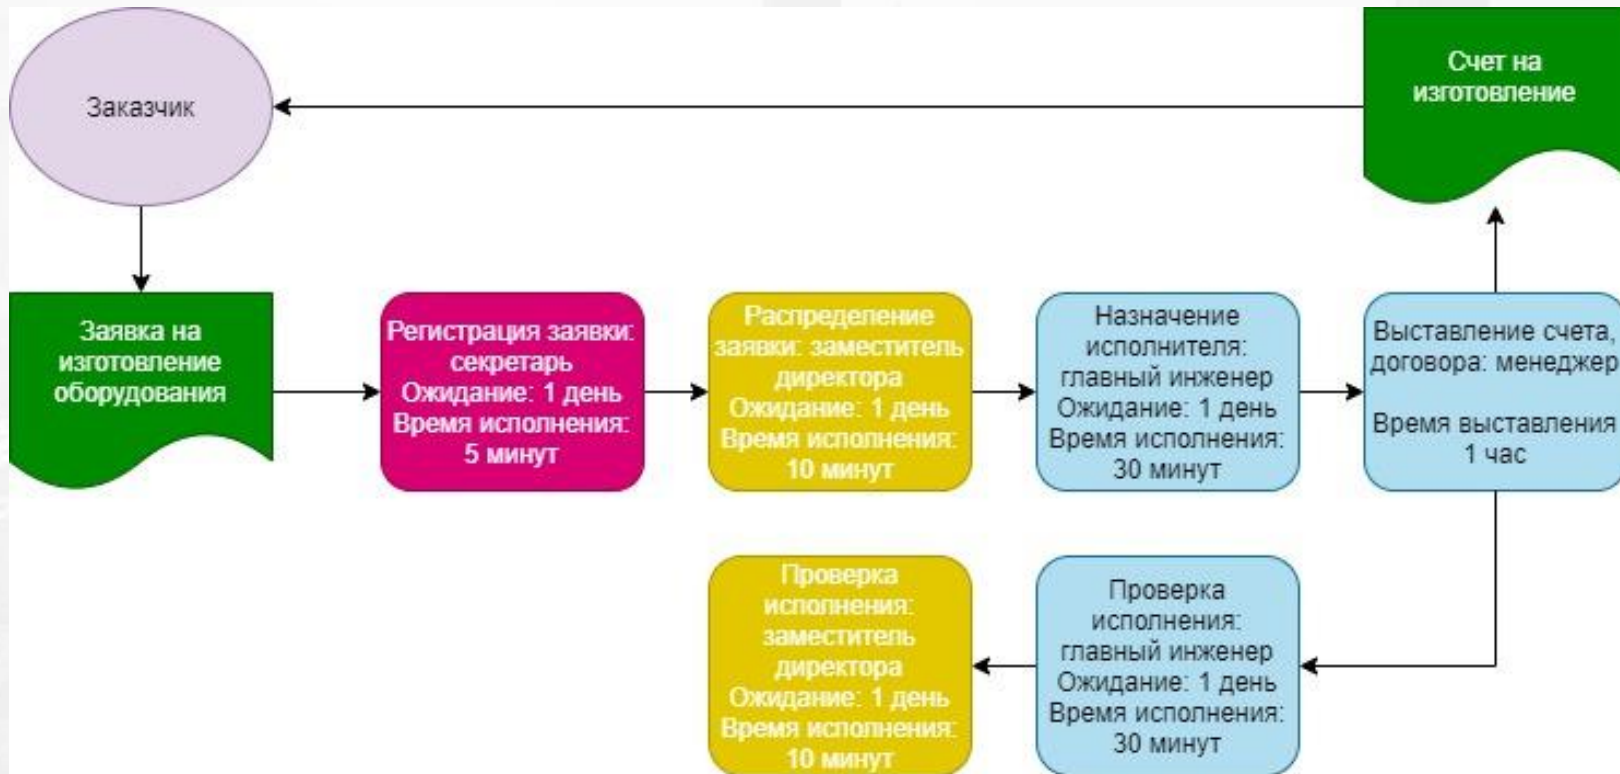 Заказчик
Счет на
изготовление
Заявка на
изготовление
оборудования
Регистрация заявки:
секретарь
Ожидание: 1 день
Время исполнения:
5 минут
Распределение
заявки: заместитель
директора
Ожидание: 1 день
Время исполнения:
10 минут
Назначение
исполнителя:
главный инженер
Ожидание: 1 день
Время исполнения:
30 минут
Выставление счета,
договора: менеджер
Время выставления
1 час
Проверка
исполнения:
заместитель
директора
Ожидание: 1 день
Время исполнения:
10 минут
Проверка
исполнения:
главный инженер
Ожидание: 1 день
Время исполнения:
30 минут